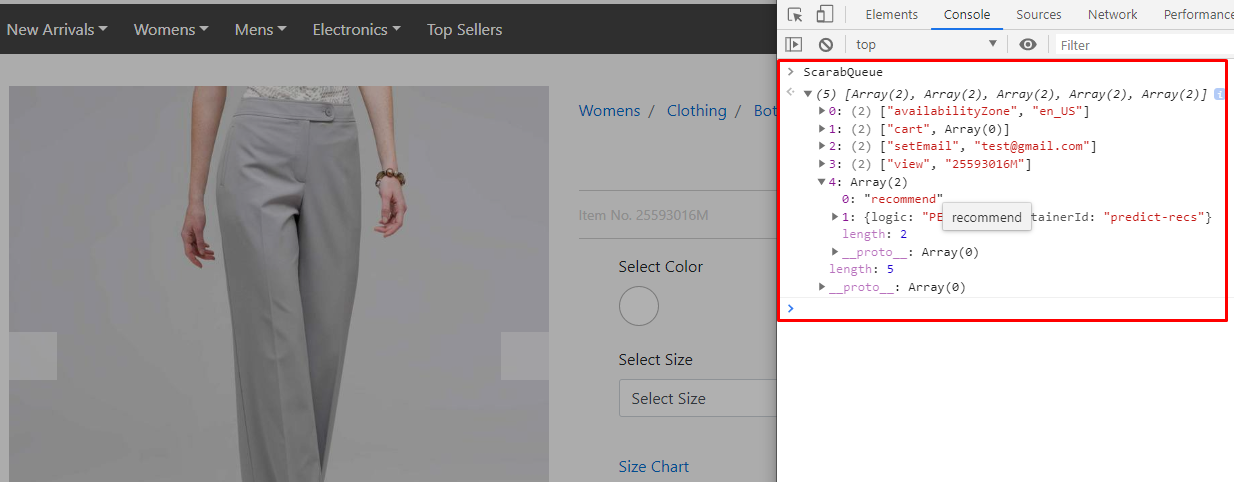 New Arrivals Womens Mens Electronics Top Sellers
Womens / Clothing / Bot
Item No. 25593016M
Select Color
Select Size
Select Size
Size Chart
Elements Console Sources Network Performance
top Filter
> ScarabQueue
(5) [Array(2), Array(2), Array(2), Array(2), Array(2)] i
0: (2) ["availabilityZone", "en_US"]
1: (2) ["cart", Array(0)]
2: (2) ["setEmail", "test@gmail.com"]
3: (2) ["view", "25593016M"]
4: Array(2)
0: "recommend"
1: {logic: "PE tainerId: "predict-recs"}
recommend
length: 2
__proto__: Array(0)
length: 5
__proto__: Array(0)
>